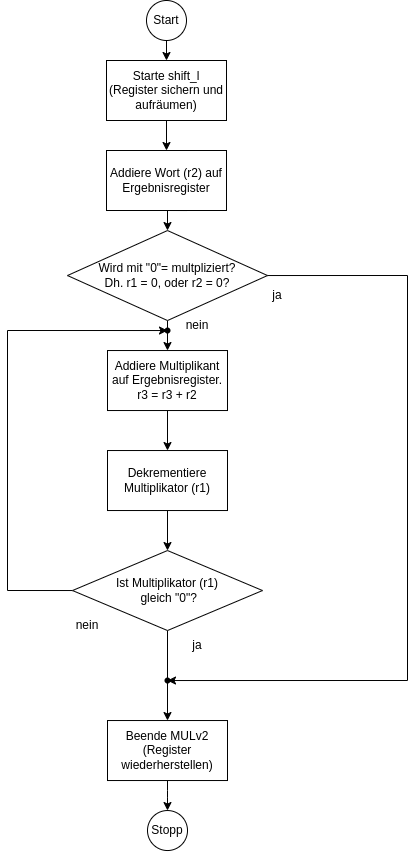 Start
Starte shift_l
(Register sichern und
aufräumen)
Addiere Wort (r2) auf
Ergebnisregister
Wird mit "0"= multpliziert?
Dh. r1 = 0, oder r2 = 0?
ja
nein
Addiere Multiplikant
auf Ergebnisregister.
r3 = r3 + r2
Dekrementiere
Multiplikator (r1)
Ist Multiplikator (r1)
gleich "0"?
nein
ja
Beende MULv2
(Register
wiederherstellen)
Stopp